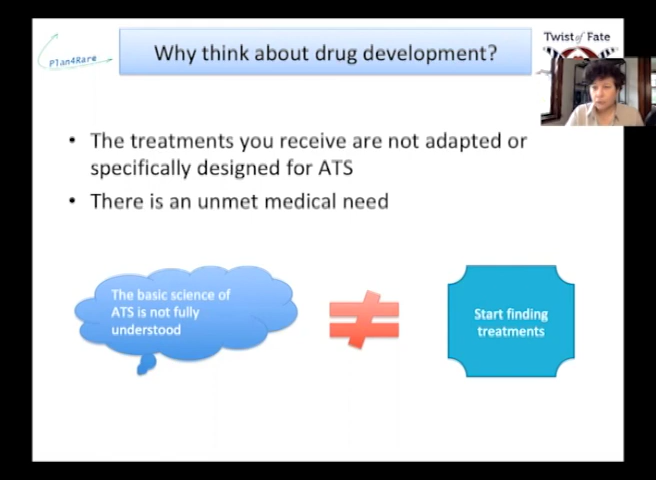 Plan4Rare
Why think about drug development?
Twist of Fate
• The treatments you receive are not adapted or
specifically designed for ATS
• There is an unmet medical need
The basic science of
ATS is not fully
understood
≠
Start finding
treatments